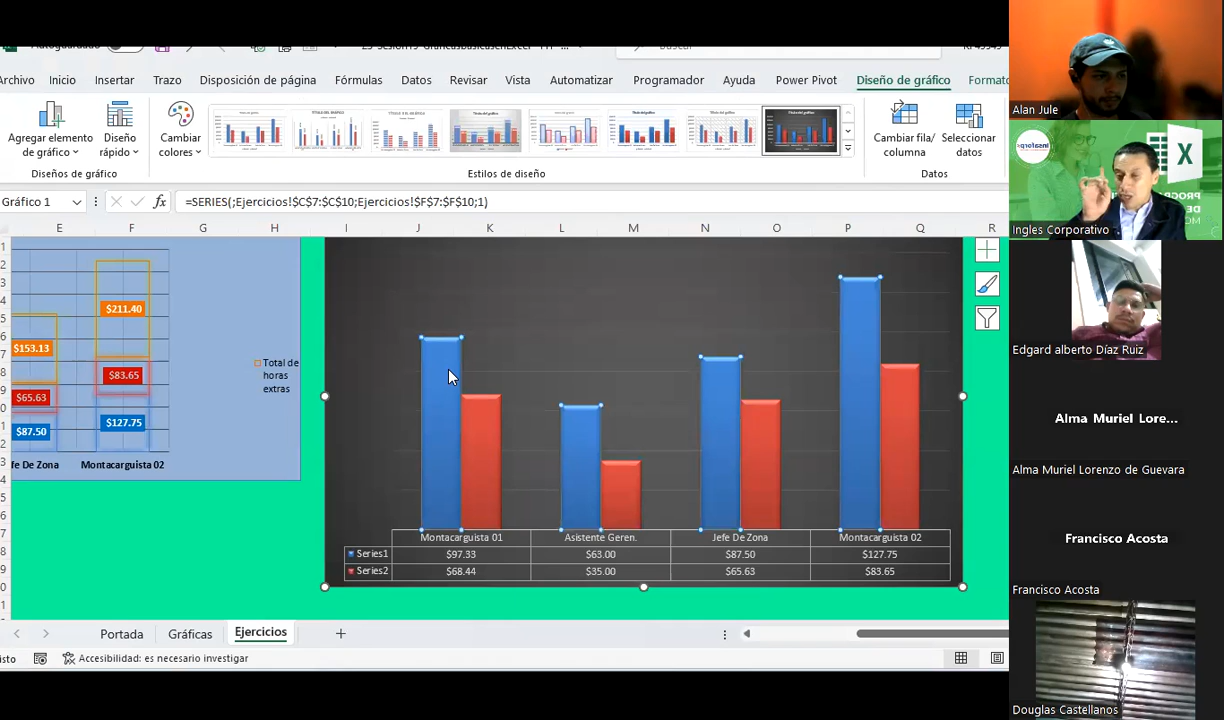 Autoguardado
Buscar
Archivo Inicio Insertar Trazo Disposición de página Fórmulas Datos Revisar Vista Automatizar Programador Ayuda Power Pivot Diseño de gráfico Formato
Agregar elemento de gráfico
Diseño rápido
Cambiar colores
Cambiar fila/ columna
Seleccionar datos
Diseños de gráfico
Estilos de diseño
Datos
Gráfico 1
fx
=SERIES(;Ejercicios!$C$7:$C$10;Ejercicios!$F$7:$F$10;1)
E F G H I J K L M N O P Q R
$211.40
$153.13
$83.65
$65.63
$127.75
$87.50
fe De Zona
Montacarguista 02
Total de
horas
extras
Montacarguista 01 Asistente Geren. Jefe De Zona Montacarguista 02
Series1 $97.33 $63.00 $87.50 $127.75
Series2 $68.44 $35.00 $65.63 $83.65
Portada Gráficas Ejercicios
Accesibilidad: es necesario investigar
Alan Jule
Insaforp
X
Ingles Corporativo
Edgard alberto Díaz Ruiz
Alma Muriel Lore...
Alma Muriel Lorenzo de Guevara
Francisco Acosta
Francisco Acosta
Douglas Castellanos